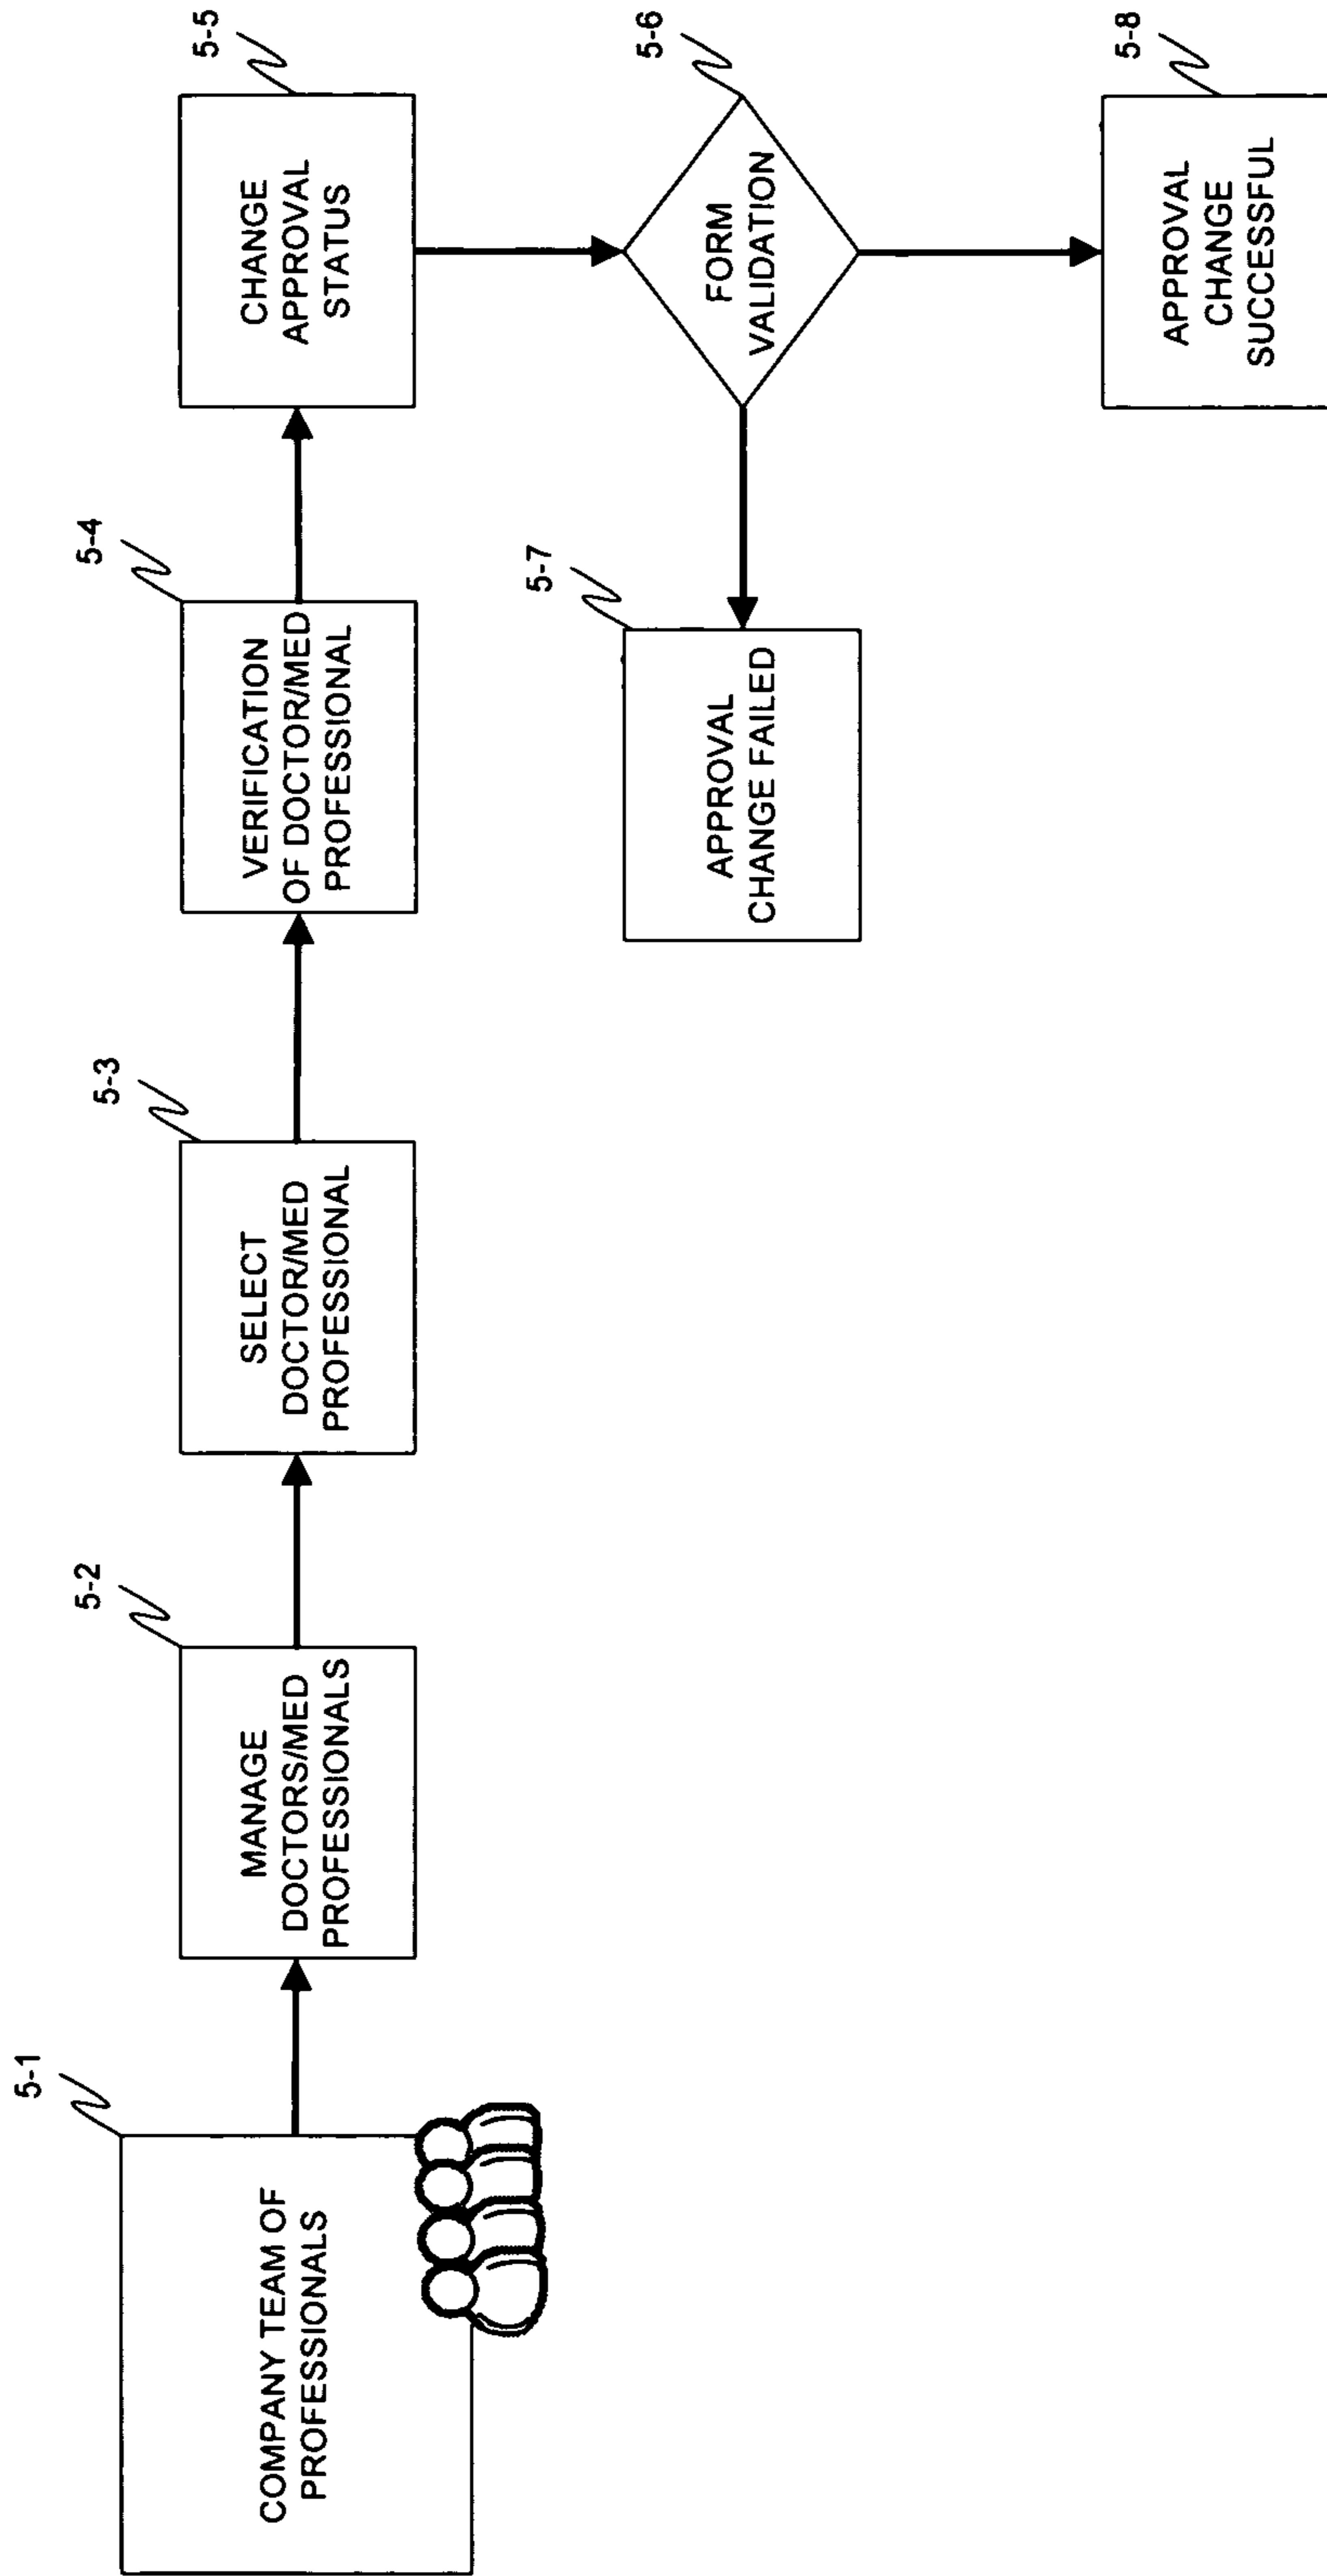 5-1
COMPANY TEAM OF
PROFESSIONALS
5-2
MANAGE
DOCTORS/MED
PROFESSIONALS
5-3
SELECT
DOCTOR/MED
PROFESSIONAL
5-4
VERIFICATION
OF DOCTOR/MED
PROFESSIONAL
5-5
CHANGE
APPROVAL
STATUS
5-6
FORM
VALIDATION
5-7
APPROVAL
CHANGE FAILED
5-8
APPROVAL
CHANGE
SUCCESSFUL